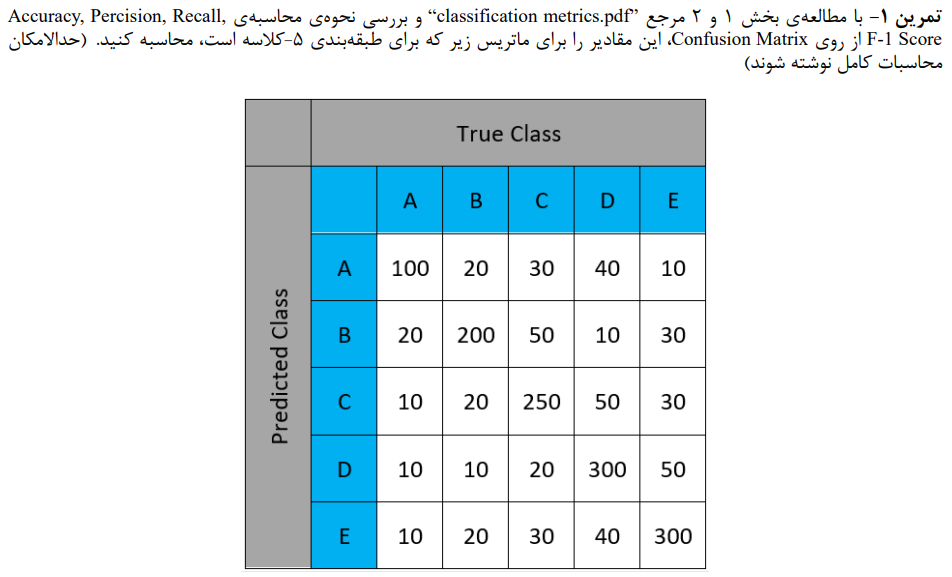 تمرین ۱- با مطالعه‌ی بخش ۱ و ۲ مرجع "classification metrics.pdf" و بررسی نحوه‌ی محاسبه‌ی Accuracy, Percision, Recall,
F-1 Score از روی Confusion Matrix، این مقادیر را برای ماتریس زیر که برای طبقه‌بندی ۵-کلاسه است، محاسبه کنید. (حدالامکان
محاسبات کامل نوشته شوند)
True Class
A B C D E
Predicted Class
A 100 20 30 40 10
B 20 200 50 10 30
C 10 20 250 50 30
D 10 10 20 300 50
E 10 20 30 40 300